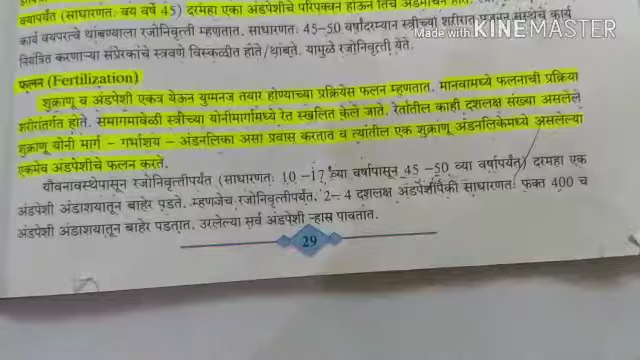 Made with KINEMASTER
वयापर्यंत (साधारणतः वय वर्षे 45) दरमहा एका अंडपेशीचे परिपक्वन होऊन तिचे अंडमोचन होते.
कार्य वयपरत्वे थांबण्याला रजोनिवृत्ती म्हणतात. साधारणतः 45-50 वर्षांदरम्यान स्त्रीच्या शरीरात प्रजनन संस्थेचे कार्य
नियंत्रित करणाऱ्या संप्रेरकांचे स्त्रवणे विस्कळीत होते/थांबते. यामुळे रजोनिवृत्ती येते.
फलन (Fertilization)
शुक्राणू व अंडपेशी एकत्र येऊन युग्मनज तयार होण्याच्या प्रक्रियेस फलन म्हणतात. मानवामध्ये फलनाची प्रक्रिया
शरीरांतर्गत होते. समागमावेळी स्त्रीच्या योनीमार्गामध्ये रेत स्खलित केले जाते. रेतातील काही दशलक्ष संख्या असलेले
शुक्राणू योनी मार्ग – गर्भाशय – अंडनलिका असा प्रवास करतात व त्यांतील एक शुक्राणू अंडनलिकेमध्ये असलेल्या
एकमेव अंडपेशीचे फलन करते.
यौवनावस्थेपासून रजोनिवृत्तीपर्यंत (साधारणतः 10 –17 व्या वर्षापासून 45 –50 व्या वर्षापर्यंत) दरमहा एक
अंडपेशी अंडाशयातून बाहेर पडते. म्हणजेच रजोनिवृत्तीपर्यंत, 2– 4 दशलक्ष अंडपेशींपैकी साधारणतः फक्त 400 च
अंडपेशी अंडाशयातून बाहेर पडतात. उरलेल्या सर्व अंडपेशी ऱ्हास पावतात.
29